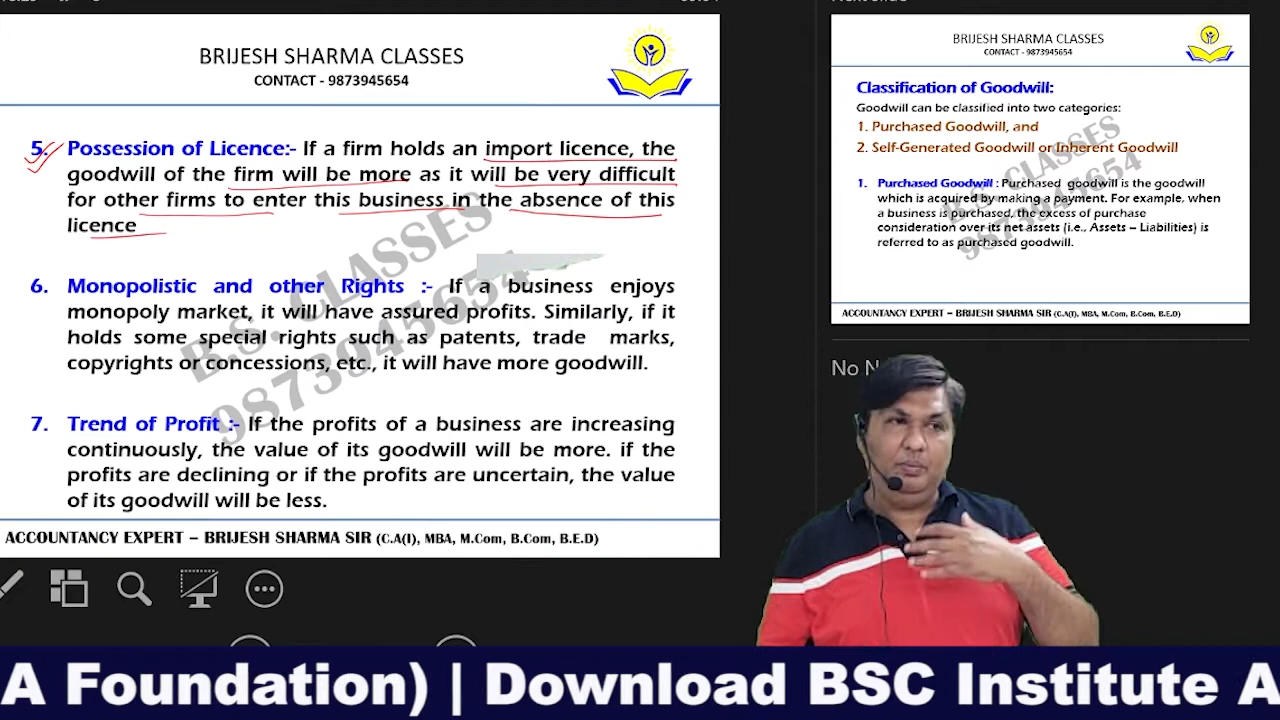 BRIJESH SHARMA CLASSES
CONTACT - 9873945654
5. Possession of Licence:- If a firm holds an import licence, the
goodwill of the firm will be more as it will be very difficult
for other firms to enter this business in the absence of this
licence
6. Monopolistic and other Rights :- If a business enjoys
monopoly market, it will have assured profits. Similarly, if it
holds some special rights such as patents, trade marks,
copyrights or concessions, etc., it will have more goodwill.
7. Trend of Profit :- If the profits of a business are increasing
continuously, the value of its goodwill will be more. if the
profits are declining or if the profits are uncertain, the value
of its goodwill will be less.
B.S. CLASSES
9873945654
ACCOUNTANCY EXPERT – BRIJESH SHARMA SIR (C.A(I), MBA, M.Com, B.Com, B.E.D)
BRIJESH SHARMA CLASSES
CONTACT - 9873945654
Classification of Goodwill:
Goodwill can be classified into two categories:
1. Purchased Goodwill, and
2. Self-Generated Goodwill or Inherent Goodwill
1. Purchased Goodwill : Purchased goodwill is the goodwill
which is acquired by making a payment. For example, when
a business is purchased, the excess of purchase
consideration over its net assets (i.e., Assets – Liabilities) is
referred to as purchased goodwill.
B.S. CLASSES
9873945654
ACCOUNTANCY EXPERT – BRIJESH SHARMA SIR (C.A(I), MBA, M.Com, B.Com, B.E.D)
No N
A Foundation) | Download BSC Institute A